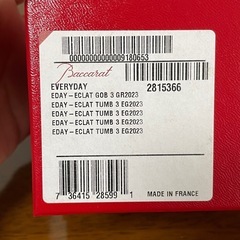 0000000000009180653
Baccarat
EVERYDAY 2815366
EDAY-ECLAT GOB 3 GR2023
EDAY-ECLAT TUMB 3 EG2023
EDAY-ECLAT TUMB 3 EG2023
EDAY-ECLAT TUMB 3 EG2023
EDAY-ECLAT TUMB 3 EG2023
7 36415 28599 1 MADE IN FRANCE